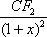 CF₂
(1 + x)²